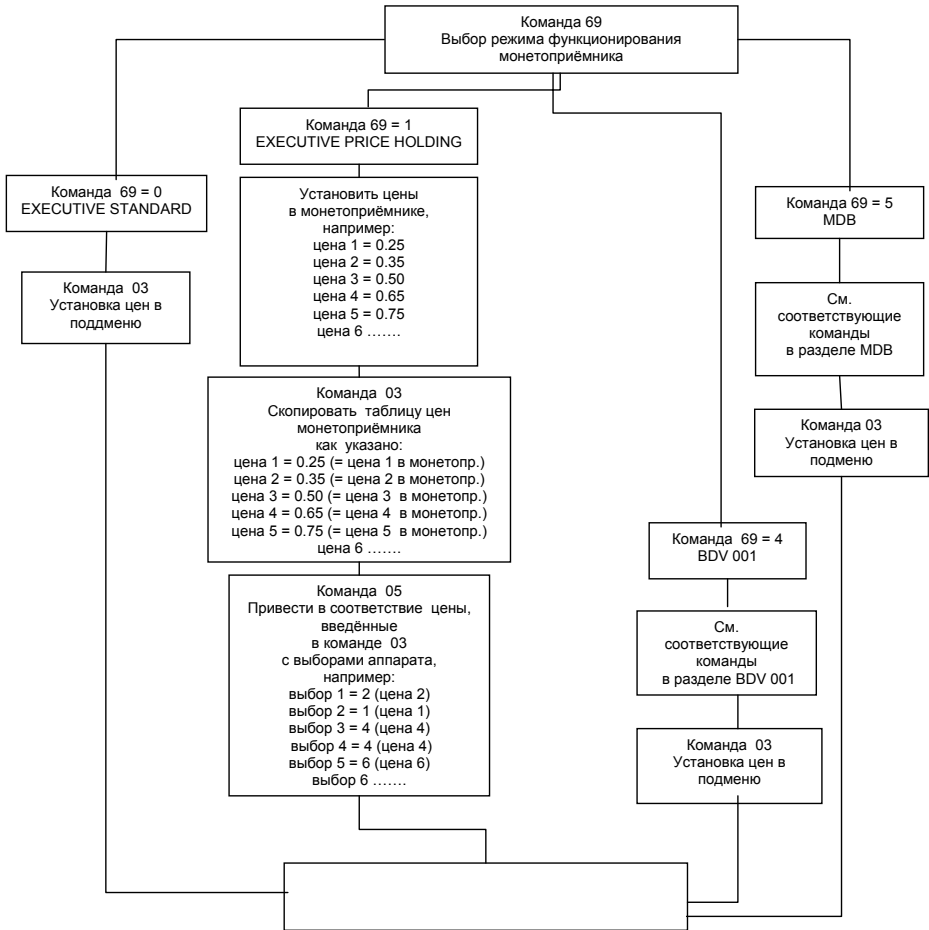 Команда 69
Выбор режима функционирования
монетоприёмника
Команда 69 = 0
EXECUTIVE STANDARD
Команда 03
Установка цен в
поддменю
Команда 69 = 1
EXECUTIVE PRICE HOLDING
Установить цены
в монетоприёмнике,
например:
цена 1 = 0.25
цена 2 = 0.35
цена 3 = 0.50
цена 4 = 0.65
цена 5 = 0.75
цена 6 …….
Команда 03
Скопировать таблицу цен
монетоприёмника
как указано:
цена 1 = 0.25 (= цена 1 в монетопр.)
цена 2 = 0.35 (= цена 2 в монетопр.)
цена 3 = 0.50 (= цена 3 в монетопр.)
цена 4 = 0.65 (= цена 4 в монетопр.)
цена 5 = 0.75 (= цена 5 в монетопр.)
цена 6 …….
Команда 05
Привести в соответствие цены,
введённые
в команде 03
с выборами аппарата,
например:
выбор 1 = 2 (цена 2)
выбор 2 = 1 (цена 1)
выбор 3 = 4 (цена 4)
выбор 4 = 4 (цена 4)
выбор 5 = 6 (цена 6)
выбор 6 …….
Команда 69 = 4
BDV 001
См.
соответствующие
команды
в разделе BDV 001
Команда 03
Установка цен в
подменю
Команда 69 = 5
MDB
См.
соответствующие
команды
в разделе MDB
Команда 03
Установка цен в
подменю